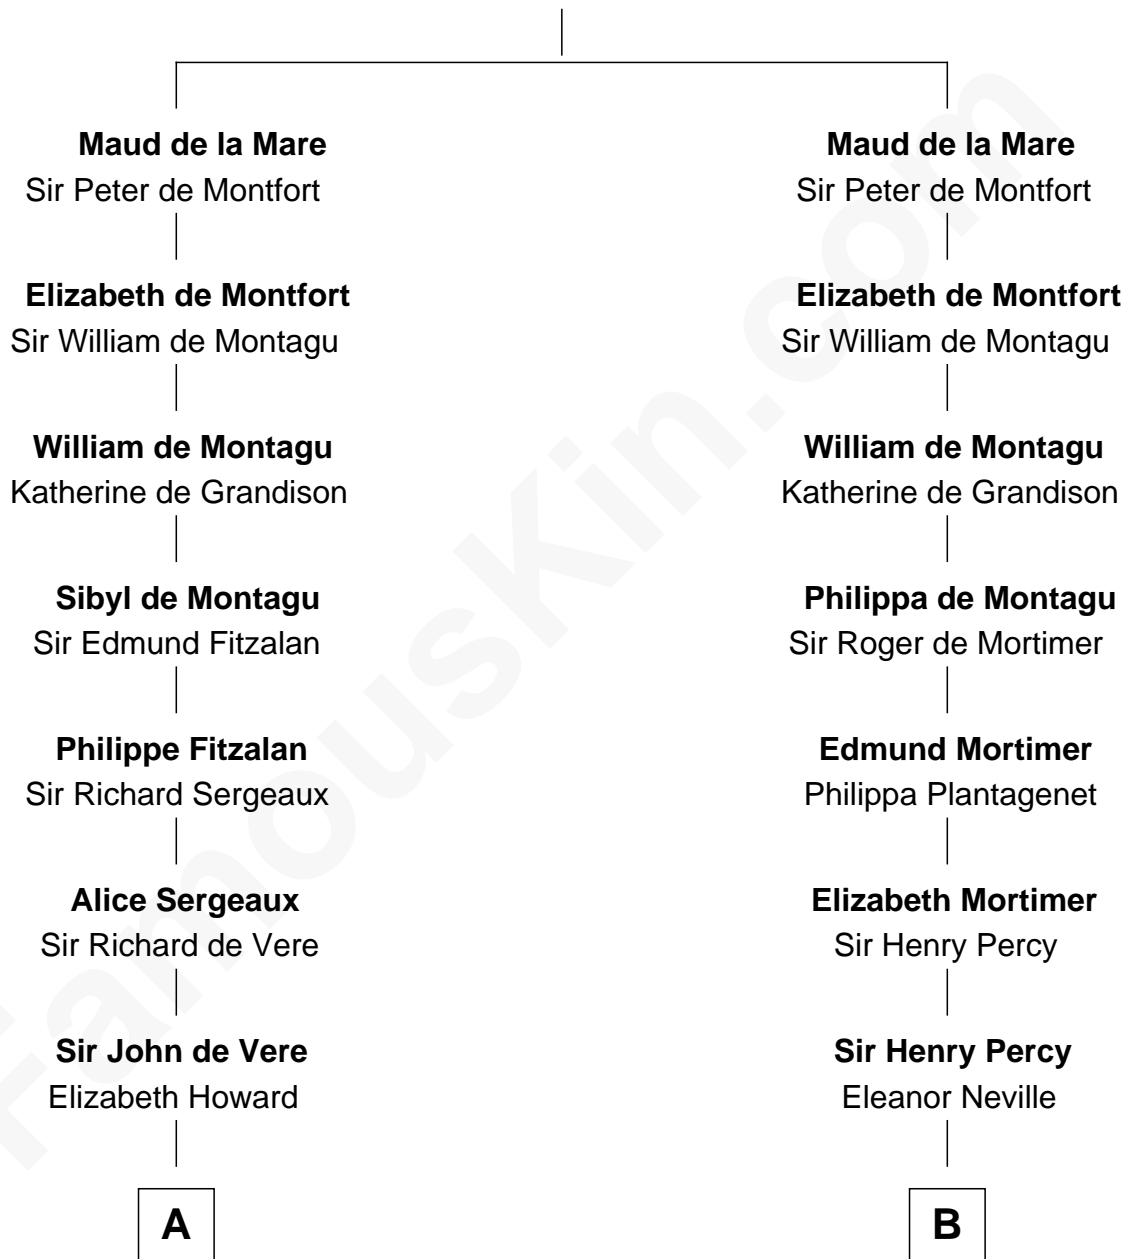 Maud de la Mare
Sir Peter de Montfort
Elizabeth de Montfort
Sir William de Montagu
William de Montagu
Katherine de Grandison
Sibyl de Montagu
Sir Edmund Fitzalan
Philippe Fitzalan
Sir Richard Sergeaux
Alice Sergeaux
Sir Richard de Vere
Sir John de Vere
Elizabeth Howard
A
Maud de la Mare
Sir Peter de Montfort
Elizabeth de Montfort
Sir William de Montagu
William de Montagu
Katherine de Grandison
Philippa de Montagu
Sir Roger de Mortimer
Edmund Mortimer
Philippa Plantagenet
Elizabeth Mortimer
Sir Henry Percy
Sir Henry Percy
Eleanor Neville
B
FamousKin.com